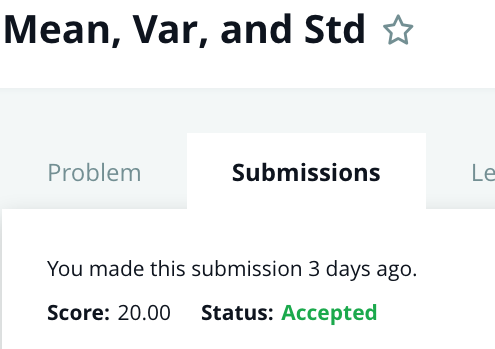 Mean, Var, and Std
Problem Submissions Le
You made this submission 3 days ago.
Score: 20.00 Status: Accepted